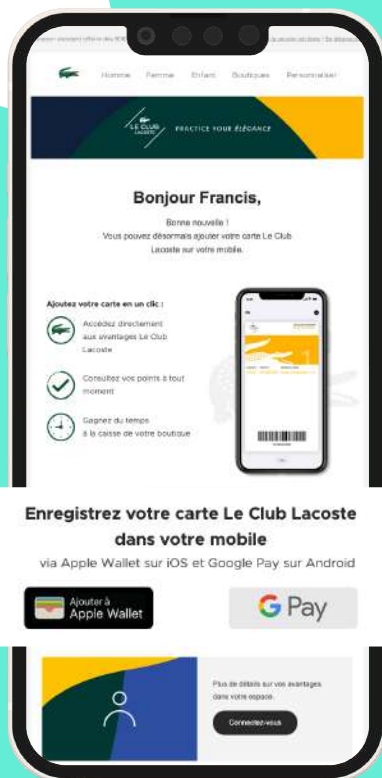 Homme Femme Enfant Boutiques Personnaliser
LE CLUB
LACOSTE
PRACTICE YOUR ÉLÉGANCE
Bonjour Francis,
Bonne nouvelle !
Vous pouvez désormais ajouter votre carte Le Club
Lacoste sur votre mobile.
Ajoutez votre carte en un clic :
Accédez directement
aux avantages Le Club
Lacoste
Consultez vos points à tout
moment
Gagnez du temps
à la caisse de votre boutique
Enregistrez votre carte Le Club Lacoste
dans votre mobile
via Apple Wallet sur iOS et Google Pay sur Android
Ajouter à
Apple Wallet
G Pay
Plus de détails sur vos avantages
dans votre espace.
Connectez-vous